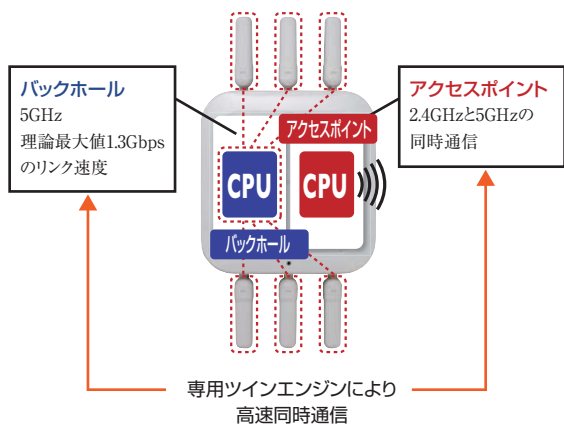 バックホール
5GHz
理論最大値1.3Gbps
のリンク速度
アクセスポイント
2.4GHzと5GHzの
同時通信
アクセスポイント
CPU
CPU
バックホール
専用ツインエンジンにより
高速同時通信